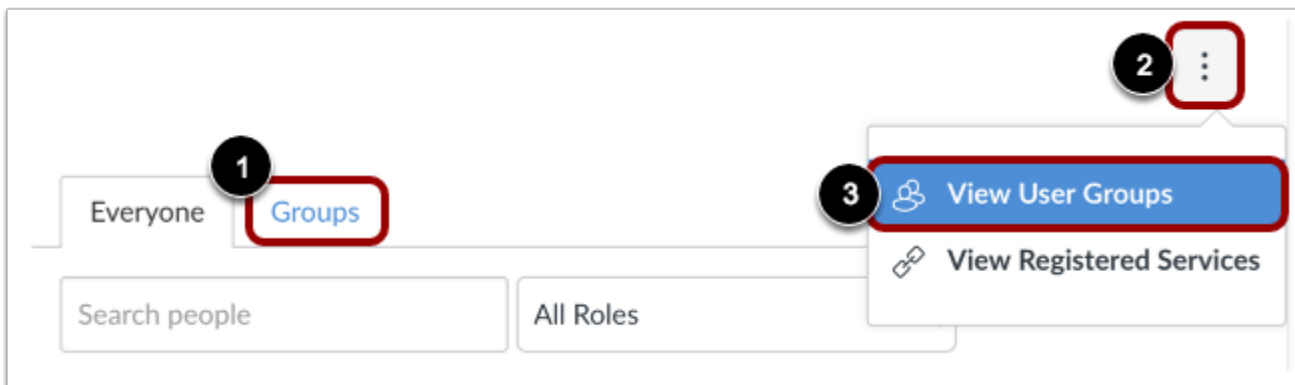 2
1
Everyone
Groups
3
View User Groups
View Registered Services
Search people
All Roles